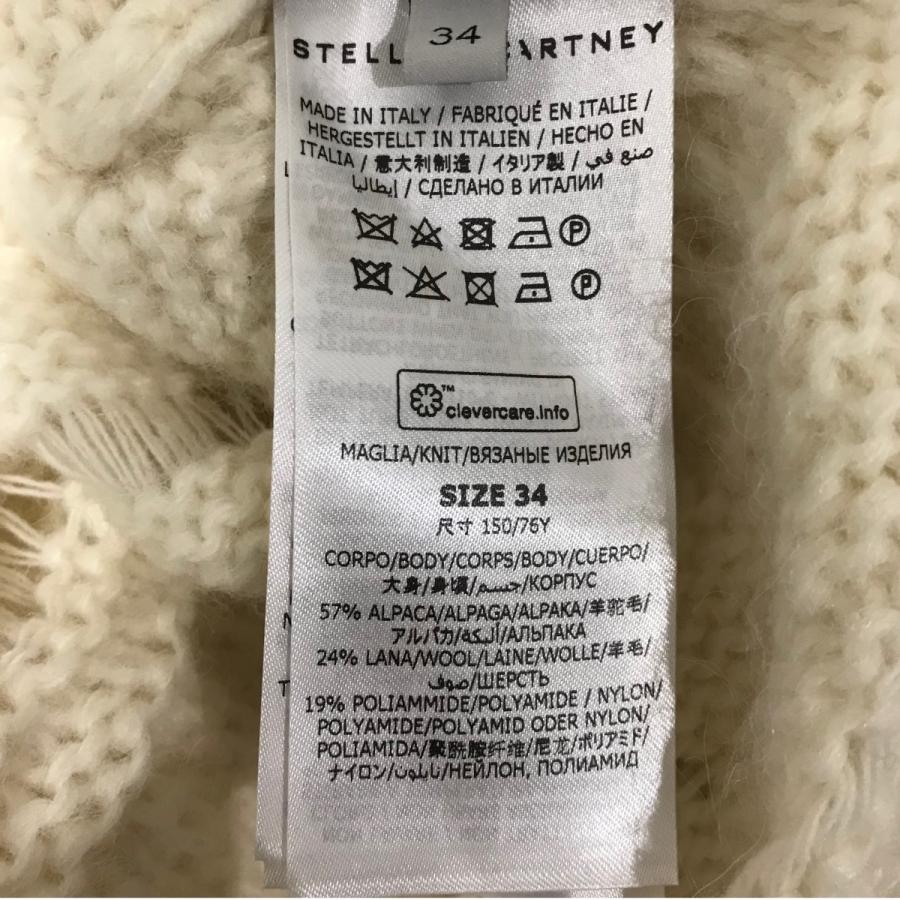 34
STELL ARTNEY
MADE IN ITALY / FABRIQUÉ EN ITALIE /
HERGESTELLT IN ITALIEN / HECHO EN
ITALIA / 意大利制造 / イタリア製 / صنع في
إيطاليا / СДЕЛАНО В ИТАЛИИ
P
P
™
clevercare.info
MAGLIA/KNIT/ВЯЗАНЫЕ ИЗДЕЛИЯ
SIZE 34
尺寸 150/76Y
CORPO/BODY/CORPS/BODY/CUERPO/
大身/身頃/جسم/КОРПУС
57% ALPACA/ALPAGA/ALPAKA/羊驼毛/
アルパカ/ألبكة/АЛЬПАКА
24% LANA/WOOL/LAINE/WOLLE/羊毛/
صوف/ШЕРСТЬ
19% POLIAMMIDE/POLYAMIDE / NYLON/
POLYAMIDE/POLYAMID ODER NYLON/
POLIAMIDA/聚酰胺纤维/尼龙/ポリアミド/
ナイロン/نايلون/НЕЙЛОН, ПОЛИАМИД